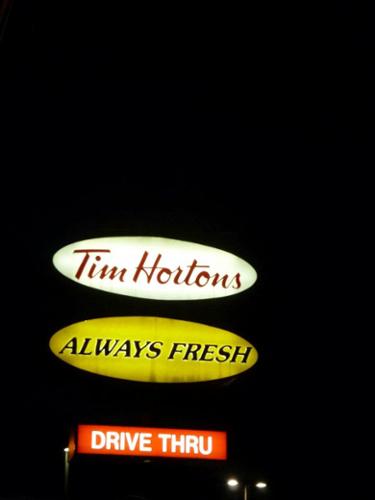 Tim Hortons
ALWAYS FRESH
DRIVE THRU